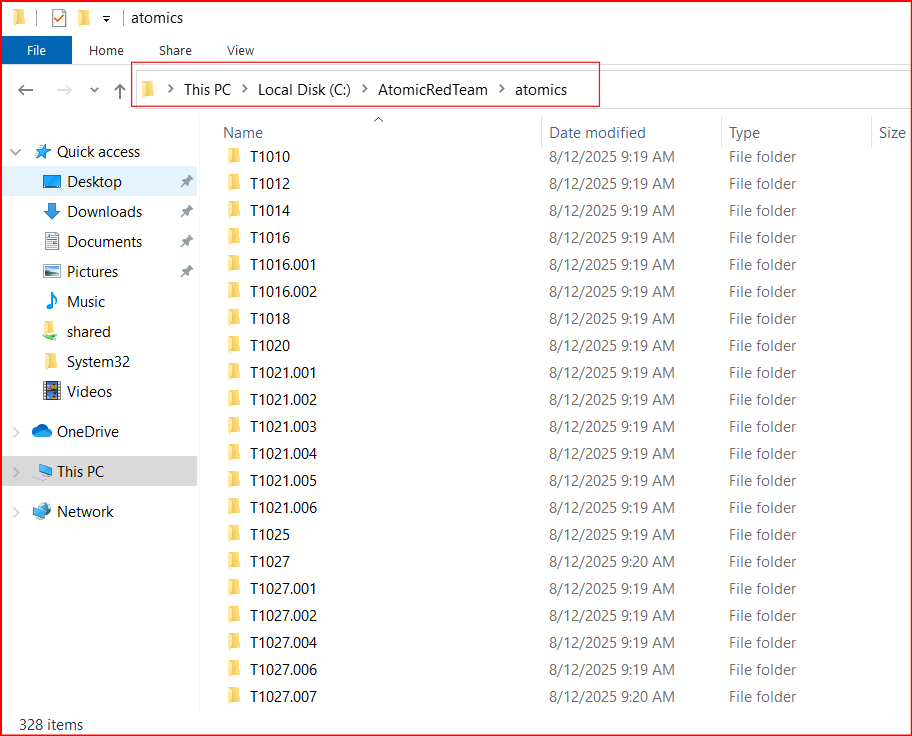 atomics
File Home Share View
This PC Local Disk (C:) AtomicRedTeam atomics
Quick access
Desktop
Downloads
Documents
Pictures
Music
shared
System32
Videos
OneDrive
This PC
Network
Name Date modified Type Size
T1010 8/12/2025 9:19 AM File folder
T1012 8/12/2025 9:19 AM File folder
T1014 8/12/2025 9:19 AM File folder
T1016 8/12/2025 9:19 AM File folder
T1016.001 8/12/2025 9:19 AM File folder
T1016.002 8/12/2025 9:19 AM File folder
T1018 8/12/2025 9:19 AM File folder
T1020 8/12/2025 9:19 AM File folder
T1021.001 8/12/2025 9:19 AM File folder
T1021.002 8/12/2025 9:19 AM File folder
T1021.003 8/12/2025 9:19 AM File folder
T1021.004 8/12/2025 9:19 AM File folder
T1021.005 8/12/2025 9:19 AM File folder
T1021.006 8/12/2025 9:19 AM File folder
T1025 8/12/2025 9:19 AM File folder
T1027 8/12/2025 9:20 AM File folder
T1027.001 8/12/2025 9:19 AM File folder
T1027.002 8/12/2025 9:19 AM File folder
T1027.004 8/12/2025 9:19 AM File folder
T1027.006 8/12/2025 9:19 AM File folder
T1027.007 8/12/2025 9:20 AM File folder
328 items